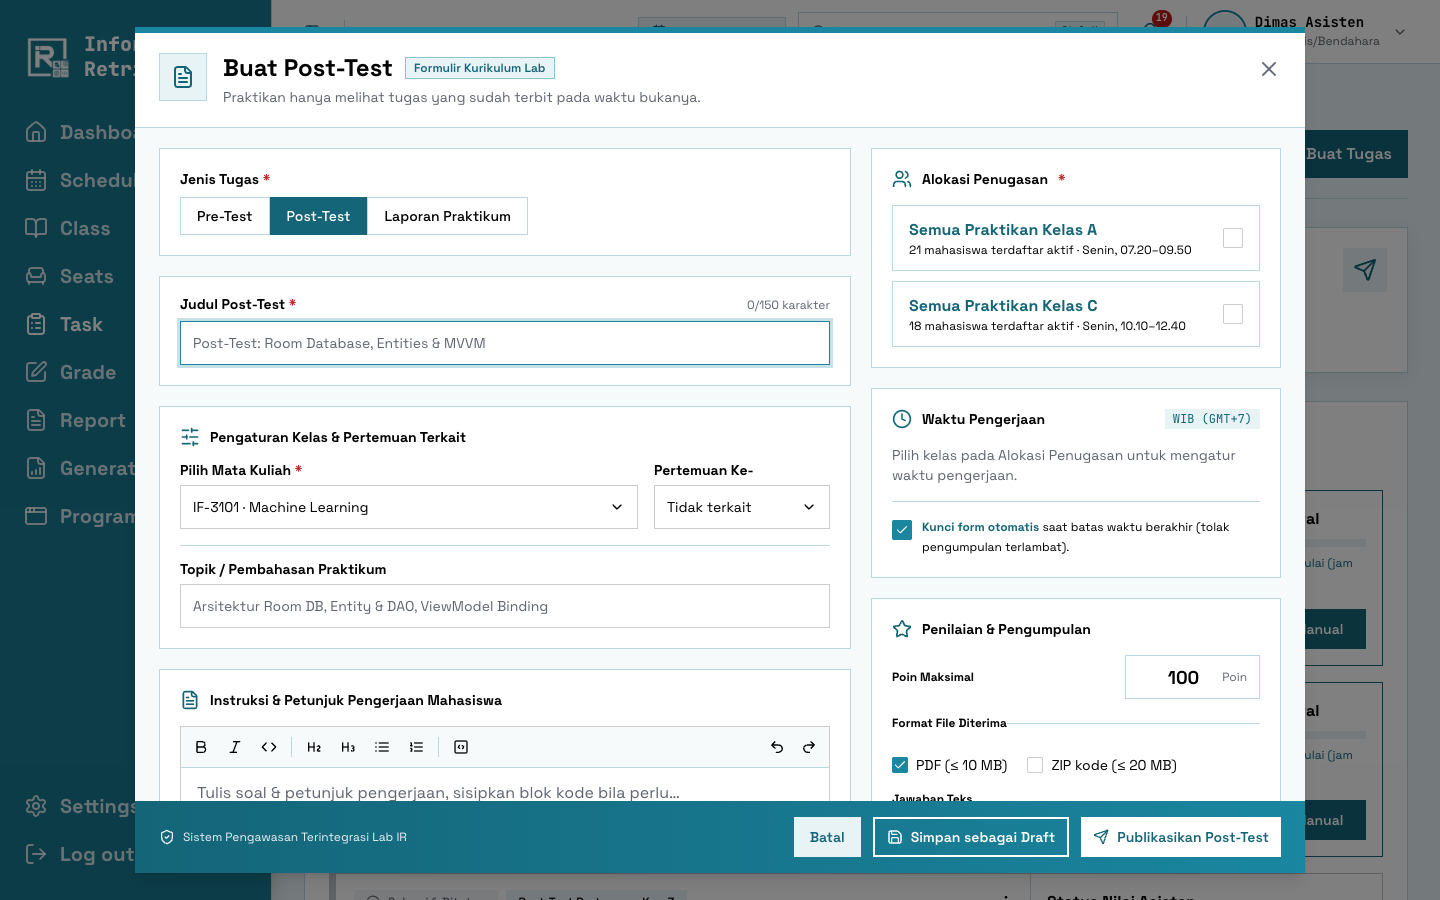 Dimas Asisten
19
s/Bendahara
Dashbo
Schedul
Class
Seats
Task
Grade
Report
Generat
Program
Settings
Log out
Buat Tugas
Buat Post-Test
Formulir Kurikulum Lab
Praktikan hanya melihat tugas yang sudah terbit pada waktu bukanya.
Jenis Tugas *
Pre-Test
Post-Test
Laporan Praktikum
Judul Post-Test *
0/150 karakter
Post-Test: Room Database, Entities & MVVM
Pengaturan Kelas & Pertemuan Terkait
Pilih Mata Kuliah *
Pertemuan Ke-
IF-3101 · Machine Learning
Tidak terkait
Topik / Pembahasan Praktikum
Arsitektur Room DB, Entity & DAO, ViewModel Binding
Instruksi & Petunjuk Pengerjaan Mahasiswa
H2
H3
Tulis soal & petunjuk pengerjaan, sisipkan blok kode bila perlu...
Alokasi Penugasan *
Semua Praktikan Kelas A
21 mahasiswa terdaftar aktif · Senin, 07.20–09.50
Semua Praktikan Kelas C
18 mahasiswa terdaftar aktif · Senin, 10.10–12.40
Waktu Pengerjaan
WIB (GMT+7)
Pilih kelas pada Alokasi Penugasan untuk mengatur
waktu pengerjaan.
Kunci form otomatis saat batas waktu berakhir (tolak
pengumpulan terlambat).
Penilaian & Pengumpulan
Poin Maksimal
100
Poin
Format File Diterima
PDF (≤ 10 MB)
ZIP kode (≤ 20 MB)
Jawaban Teks
Sistem Pengawasan Terintegrasi Lab IR
Batal
Simpan sebagai Draft
Publikasikan Post-Test